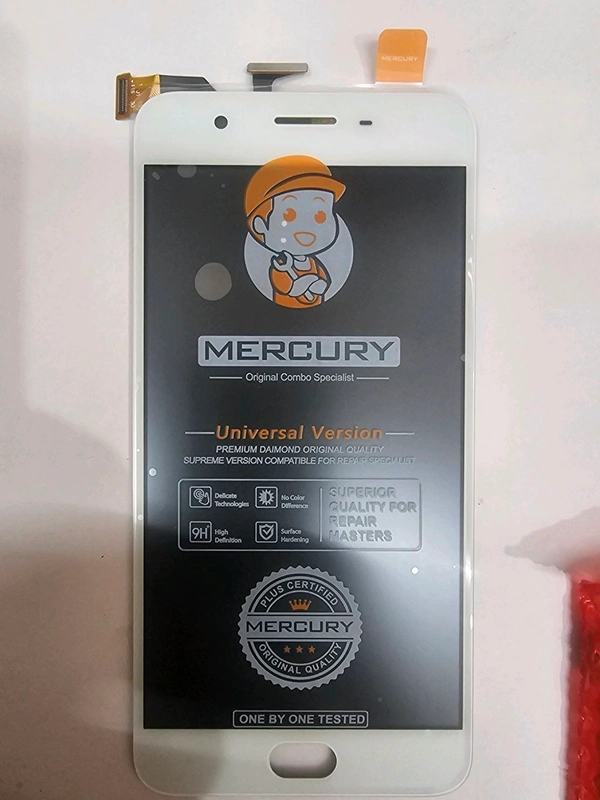 MERCURY
MERCURY
Original Combo Specialist
Universal Version
PREMIUM DAIMOND ORIGINAL QUALITY
SUPREME VERSION COMPATIBLE FOR REPAIR SPECIALIST
Delicate
Technologies
No Color
Difference
9H
High
Definition
Surface
Hardening
SUPERIOR
QUALITY FOR
REPAIR
MASTERS
PLUS CERTIFIED
MERCURY
ORIGINAL QUALITY
ONE BY ONE TESTED